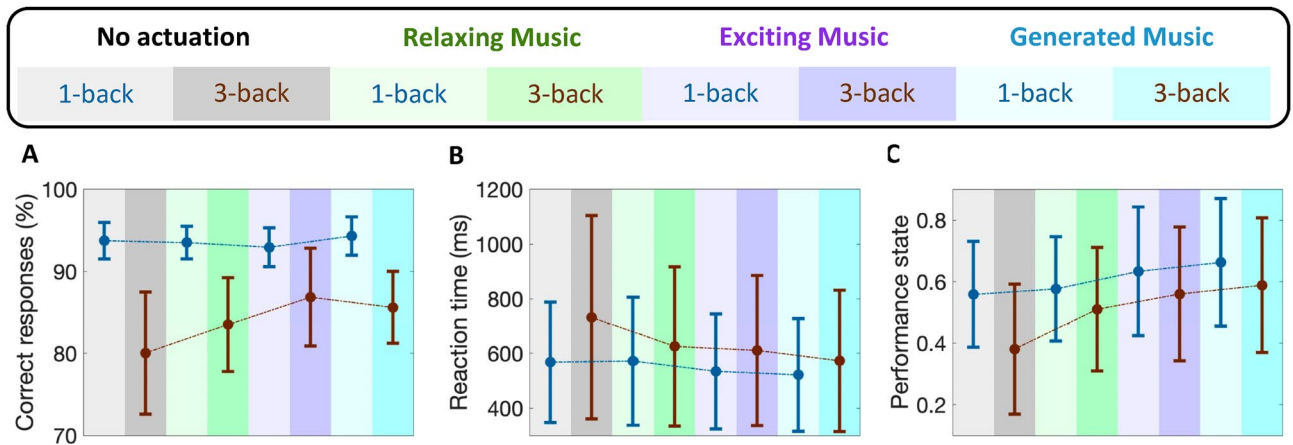 No actuation Relaxing Music Exciting Music Generated Music
1-back 3-back 1-back 3-back 1-back 3-back 1-back 3-back
A
Correct responses (%)
100
90
80
70
B
Reaction time (ms)
1200
1000
800
600
400
C
Performance state
0.8
0.6
0.4
0.2